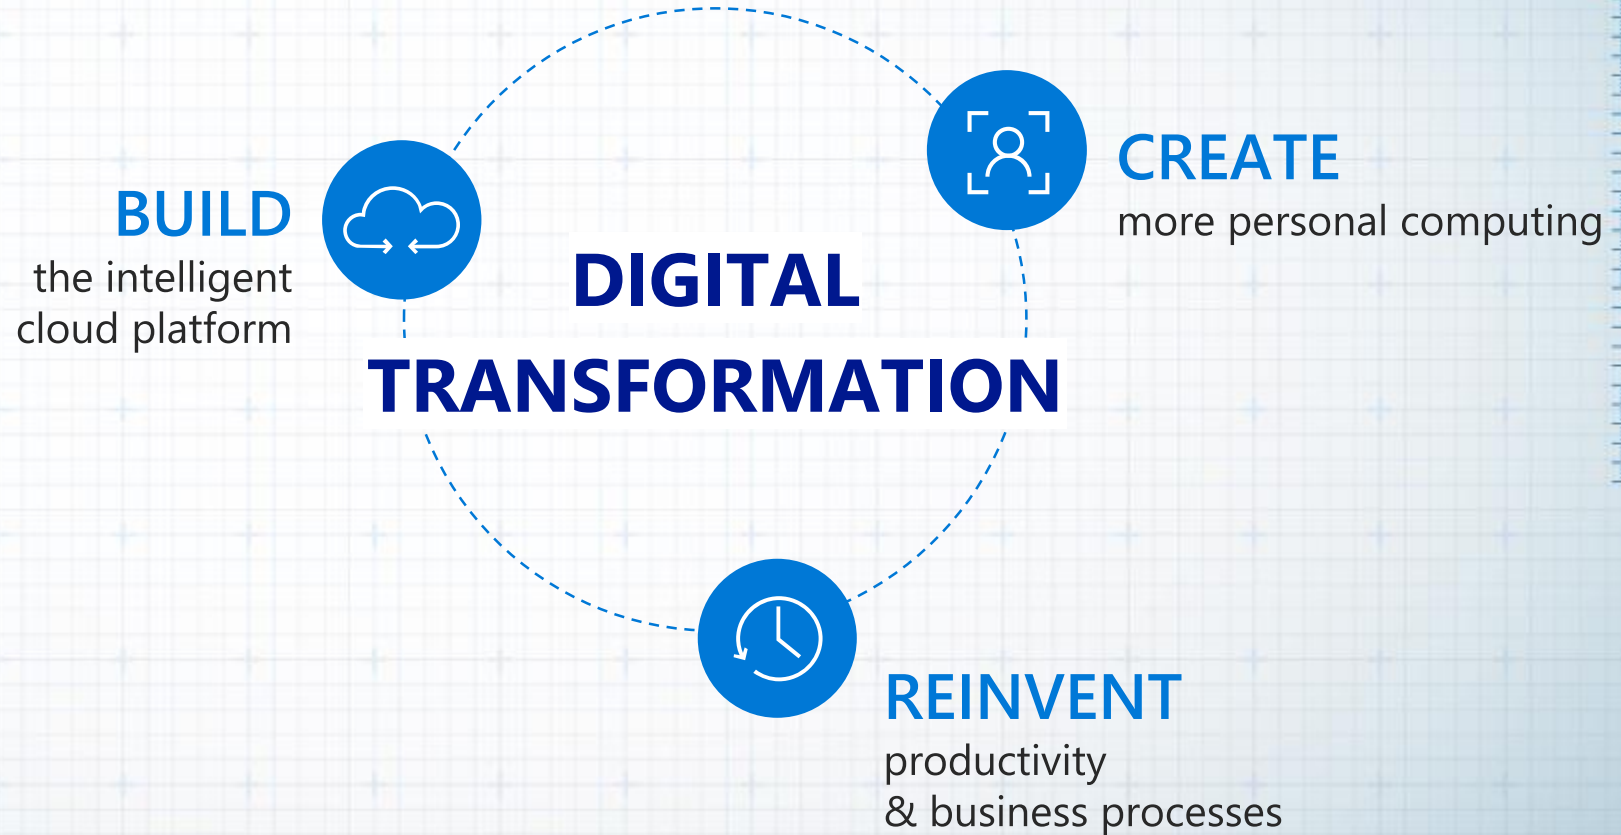 BUILD
the intelligent
cloud platform
DIGITAL
TRANSFORMATION
CREATE
more personal computing
REINVENT
productivity
& business processes